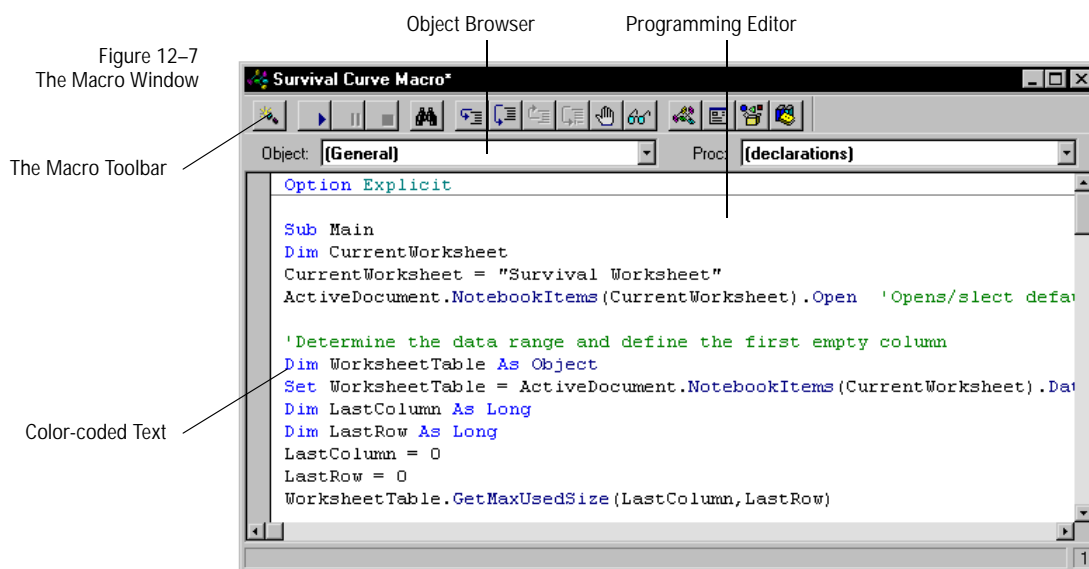 Object Browser Programming Editor
Figure 12–7
The Macro Window
Survival Curve Macro*
The Macro Toolbar
Object: (General) Proc: (declarations)
Option Explicit
Sub Main
Dim CurrentWorksheet
CurrentWorksheet = "Survival Worksheet"
ActiveDocument.NotebookItems(CurrentWorksheet).Open 'Opens/slect defau
'Determine the data range and define the first empty column
Dim WorksheetTable As Object
Set WorksheetTable = ActiveDocument.NotebookItems(CurrentWorksheet).Dat
Dim LastColumn As Long
Color-coded Text
Dim LastRow As Long
LastColumn = 0
LastRow = 0
WorksheetTable.GetMaxUsedSize(LastColumn,LastRow)
1